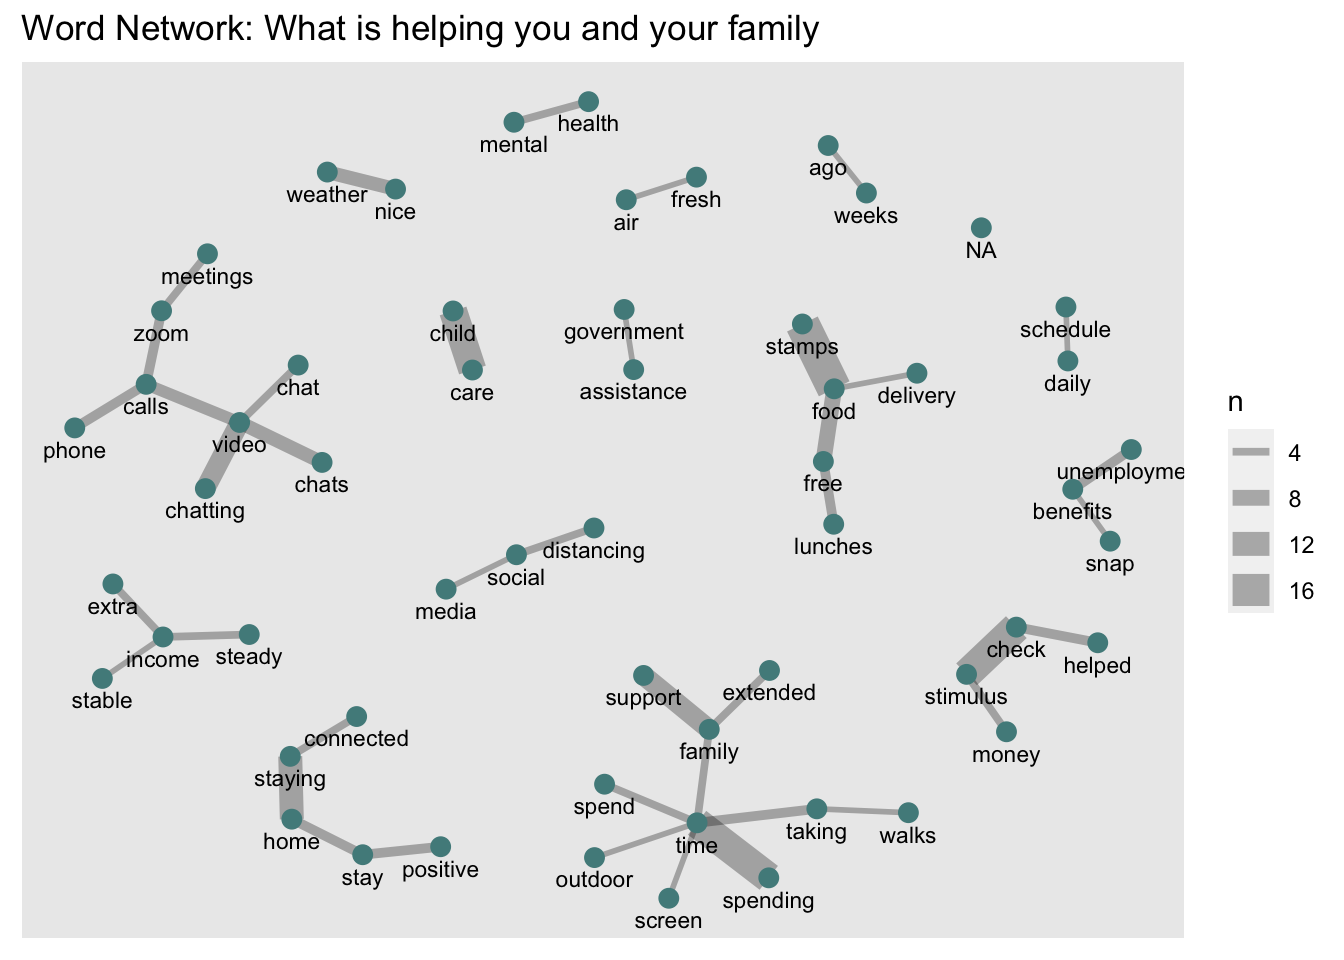 Word Network: What is helping you and your family
health
mental
ago
weather
nice
fresh
air
weeks
NA
meetings
zoom
child
government
schedule
stamps
daily
chat
care
assistance
delivery
calls
food
phone
video
unemployme
free
chats
benefits
chatting
lunches
distancing
snap
social
media
extra
income
steady
check
helped
stable
support
extended
stimulus
connected
family
money
staying
spend
home
time
taking
walks
stay
positive
outdoor
spending
screen
n
4
8
12
16